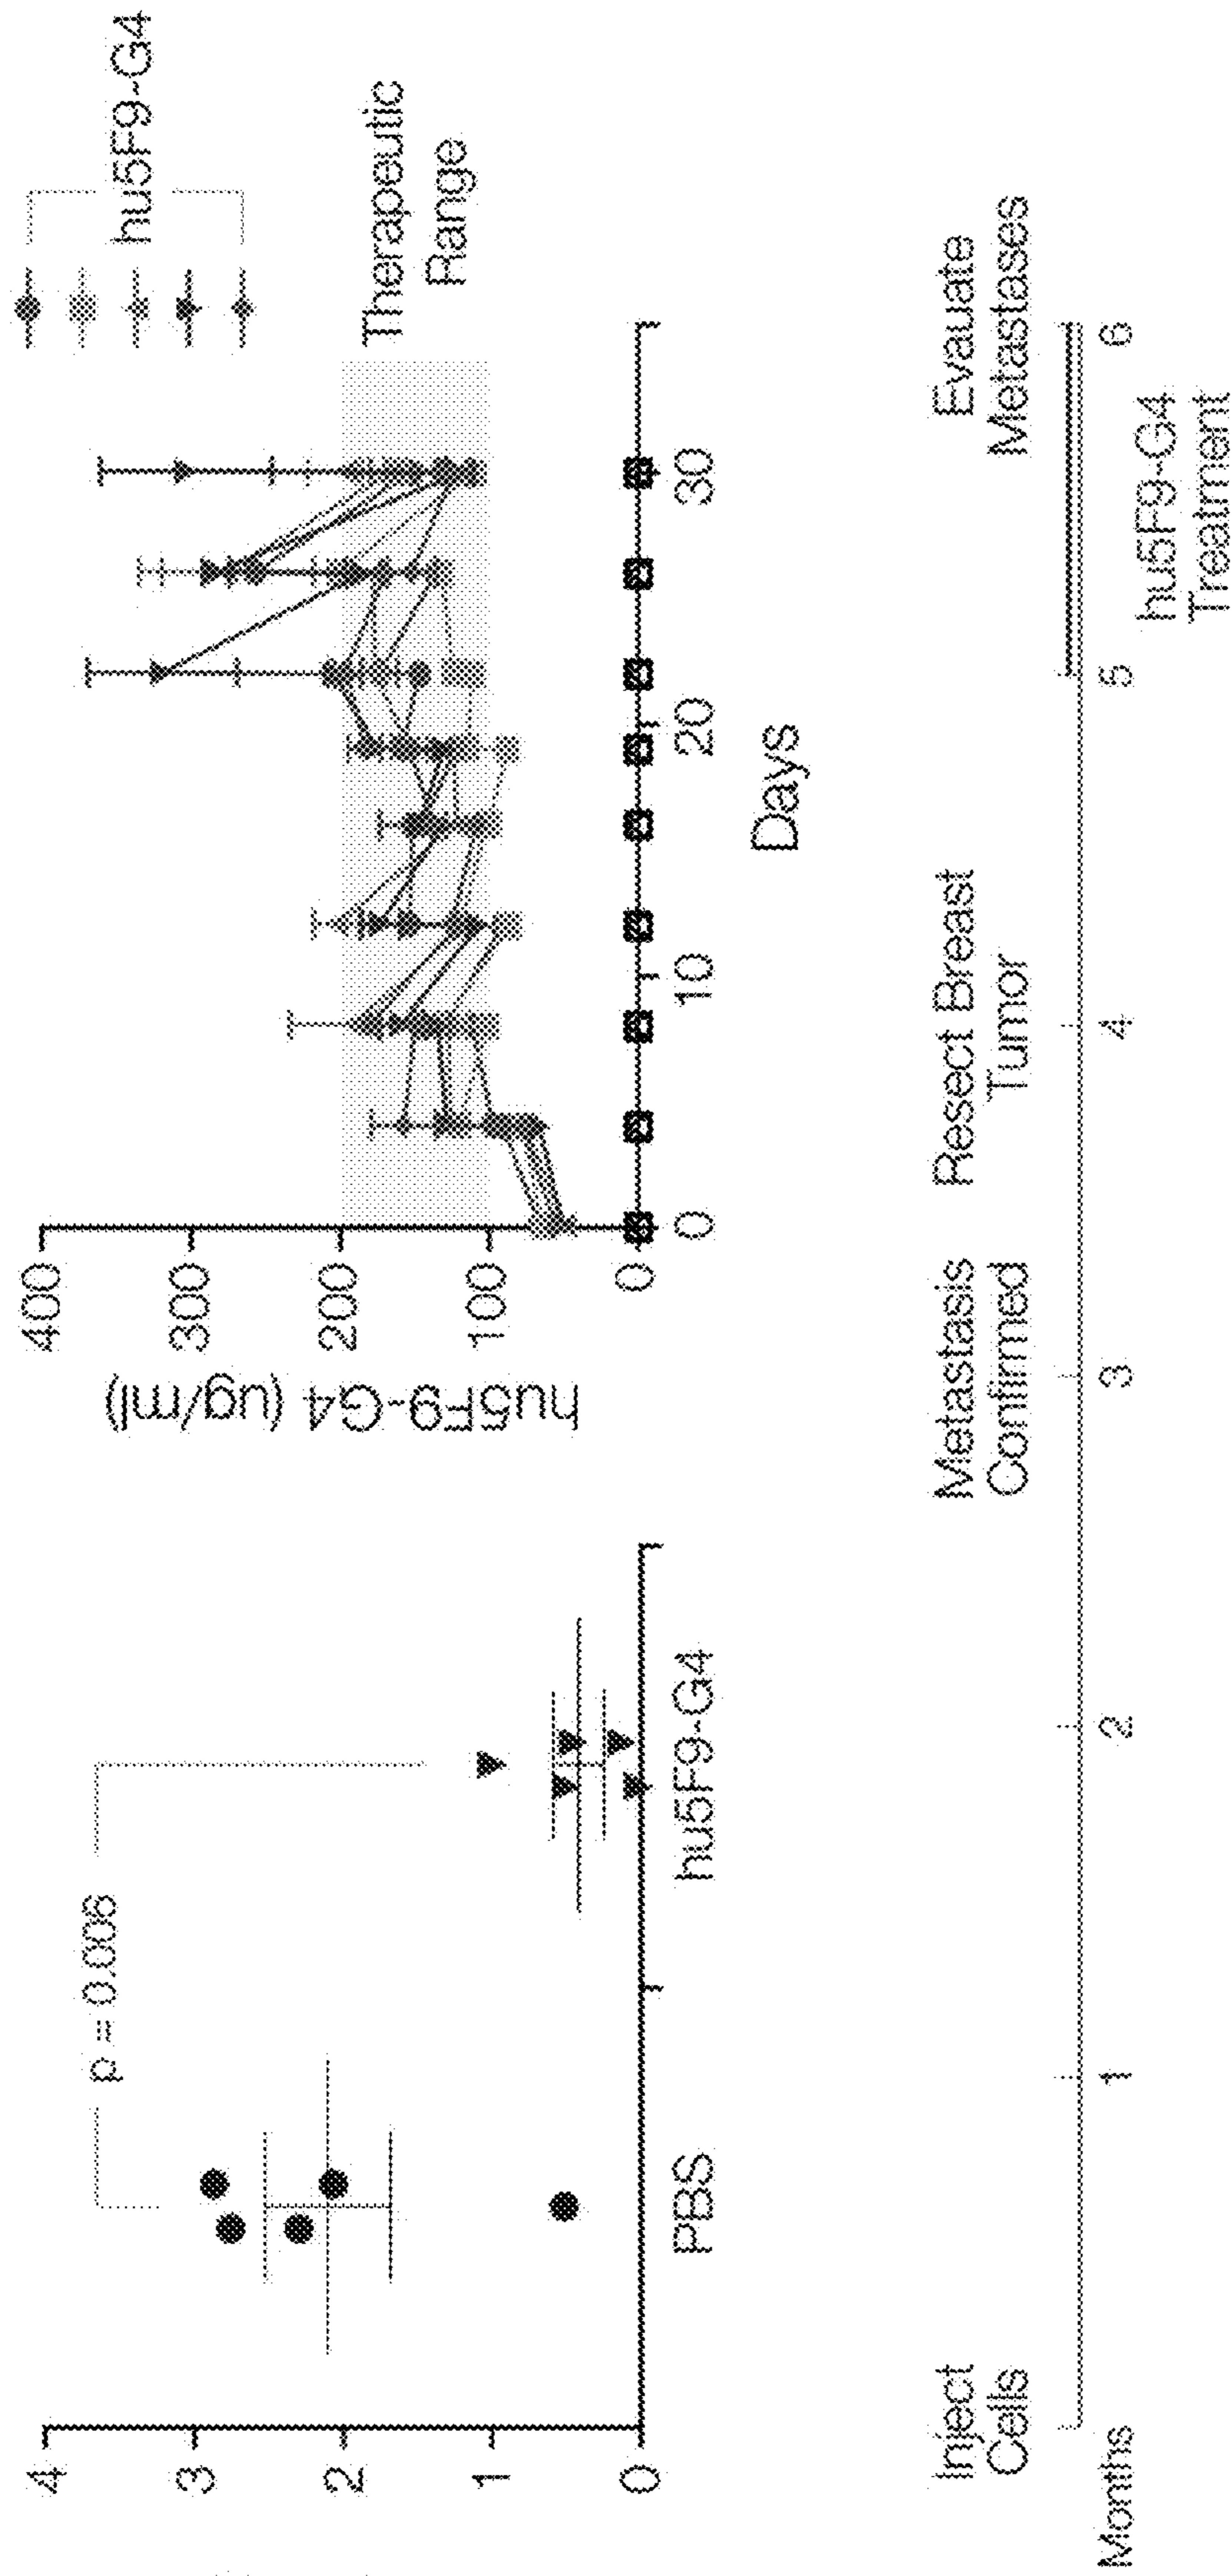 4
3
2
1
0
p = 0.008
PBS
hu5F9-G4
hu5F9-G4 (ug/ml)
400
300
200
100
0
0
10
20
30
Days
hu5F9-G4
Therapeutic
Range
Inject
Cells
Metastasis
Confirmed
Resect Breast
Tumor
Evauate
Metastases
Months
1
2
3
4
5
6
hu5F9-G4
Treatment